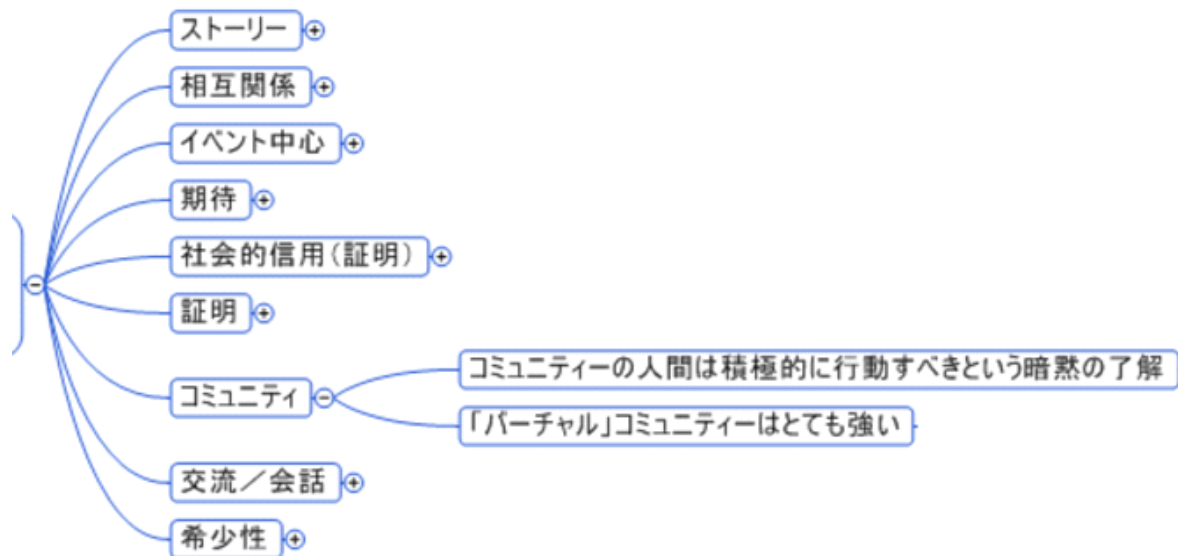 ストーリー
相互関係
イベント中心
期待
社会的信用（証明）
証明
コミュニティ
コミュニティーの人間は積極的に行動すべきという暗黙の了解
「バーチャル」コミュニティーはとても強い
交流／会話
希少性